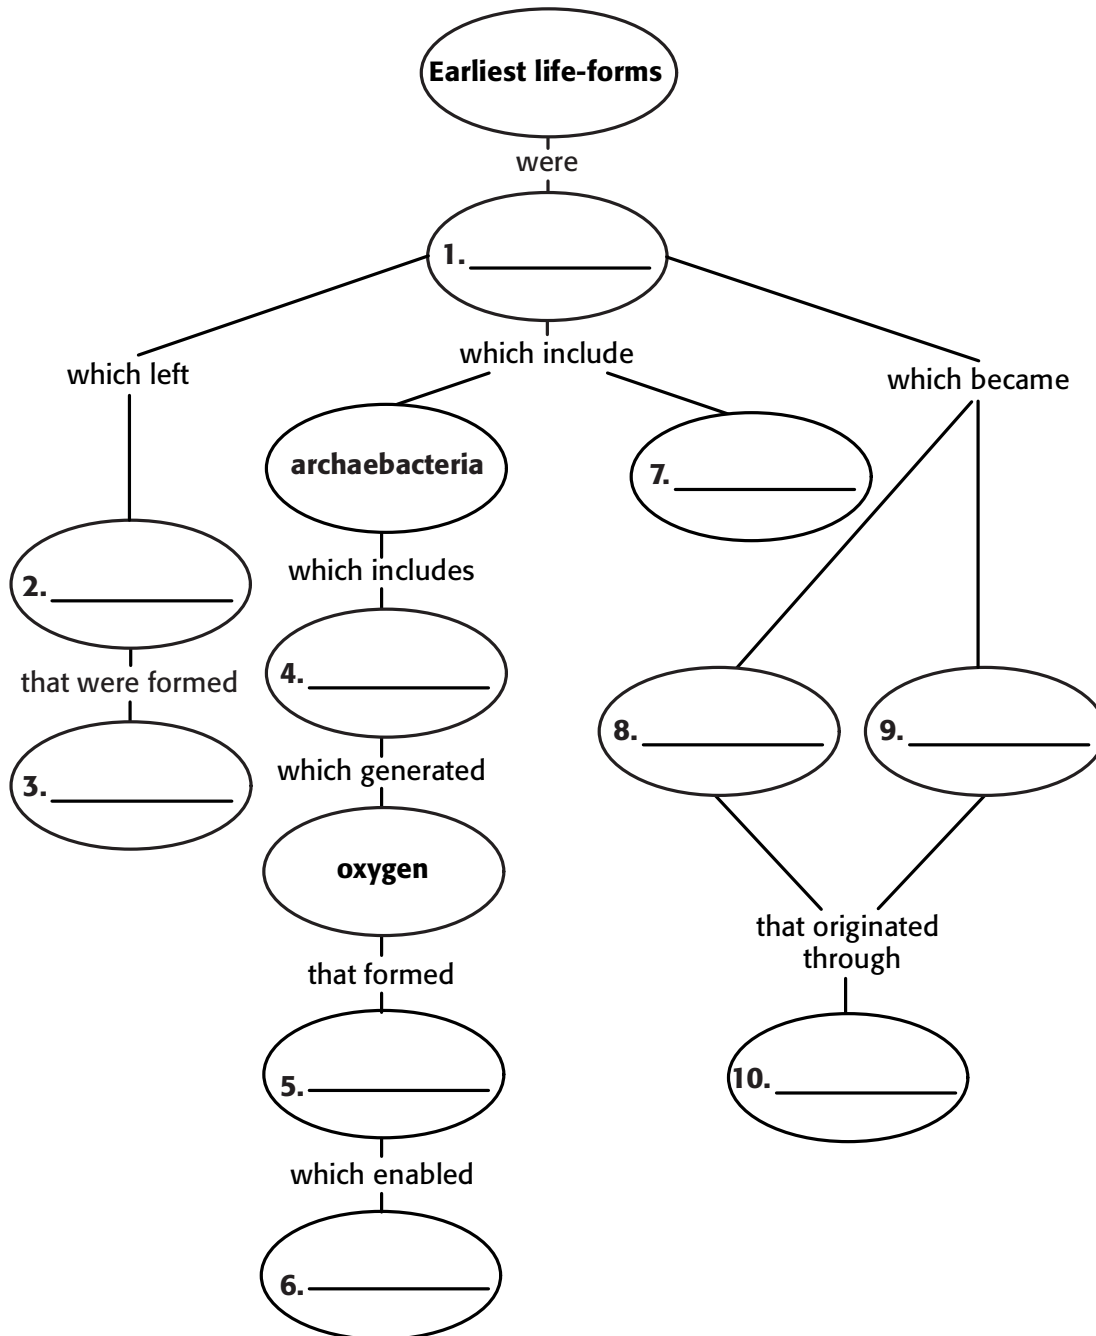 Earliest life-forms
were
1.
which left
which include
which became
archaebacteria
7.
2.
which includes
that were formed
4.
8.
9.
3.
which generated
oxygen
that originated
through
that formed
10.
5.
which enabled
6.